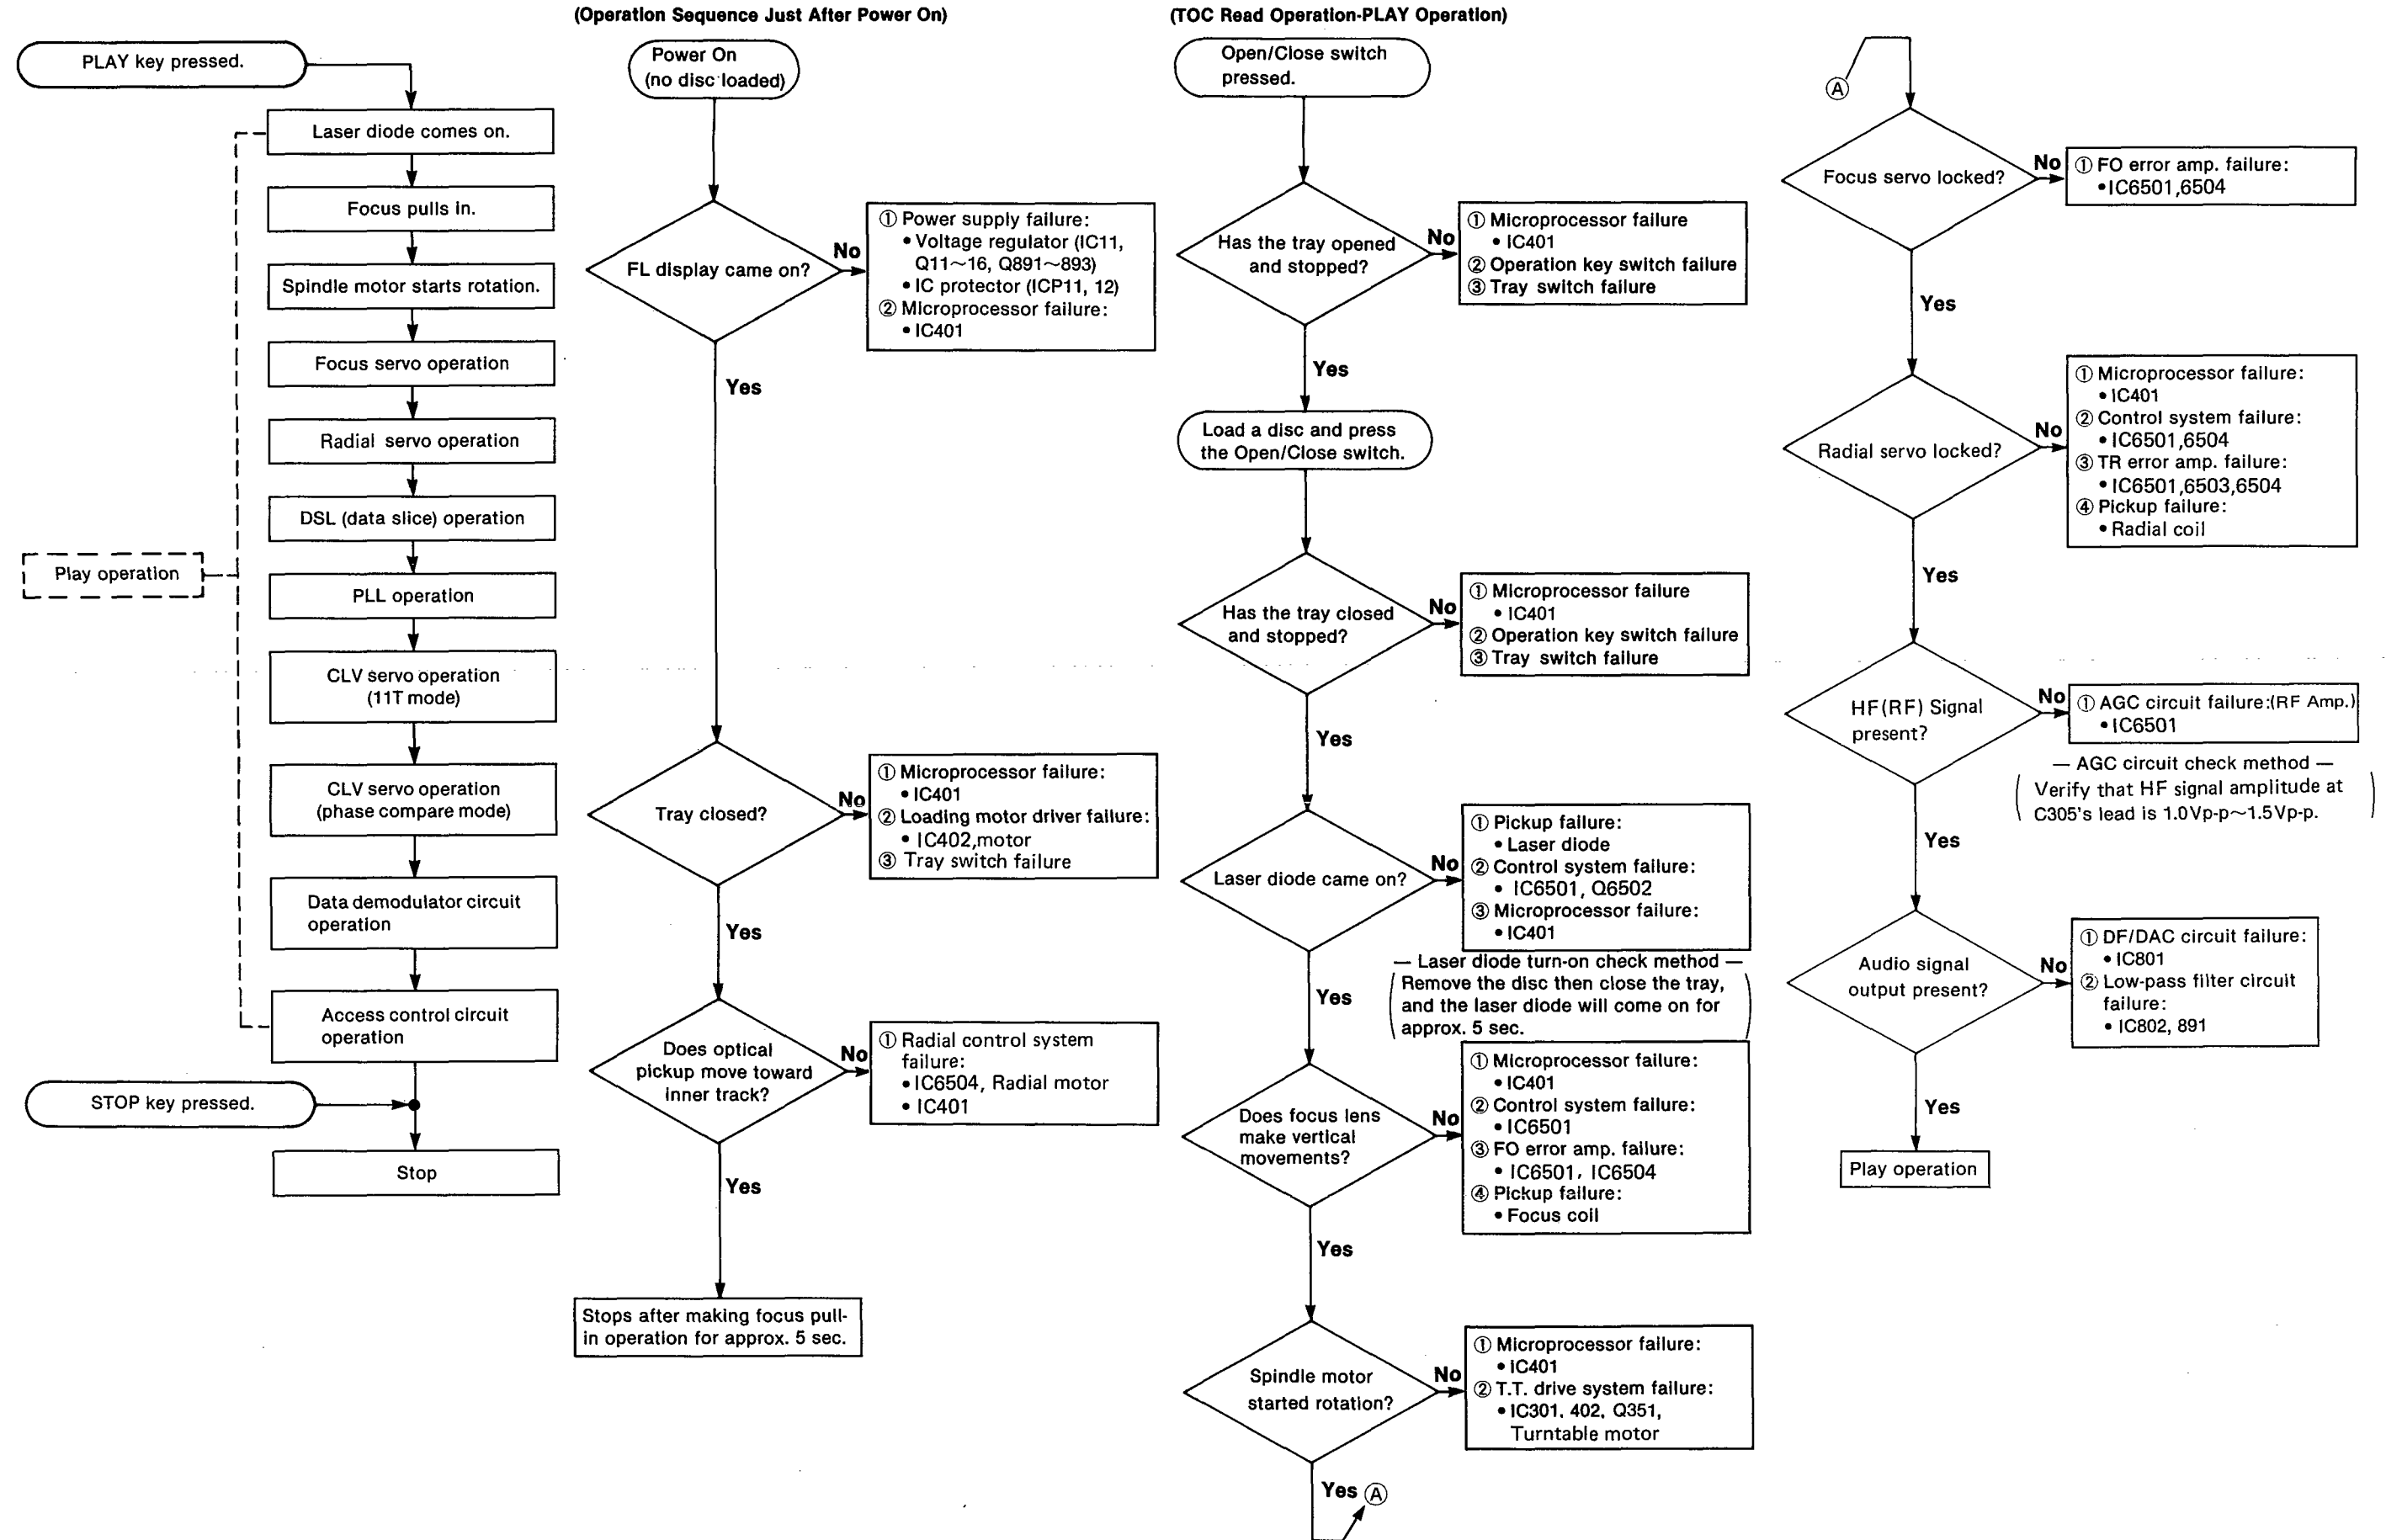 PLAY key pressed.
Laser diode comes on.
Focus pulls in.
Spindle motor starts rotation.
Focus servo operation
Radial servo operation
DSL (data slice) operation
Play operation
PLL operation
CLV servo operation
(11T mode)
CLV servo operation
(phase compare mode)
Data demodulator circuit
operation
Access control circuit
operation
STOP key pressed.
Stop
(Operation Sequence Just After Power On)
Power On
(no disc loaded)
FL display came on?
No
① Power supply failure:
• Voltage regulator (IC11,
Q11~16, Q891~893)
• IC protector (ICP11, 12)
② Microprocessor failure:
• IC401
Yes
Tray closed?
No
① Microprocessor failure:
• IC401
② Loading motor driver failure:
• IC402,motor
③ Tray switch failure
Yes
Does optical
pickup move toward
inner track?
No
① Radial control system
failure:
• IC6504, Radial motor
• IC401
Yes
Stops after making focus pull-
in operation for approx. 5 sec.
(TOC Read Operation-PLAY Operation)
Open/Close switch
pressed.
Has the tray opened
and stopped?
No
① Microprocessor failure
• IC401
② Operation key switch failure
③ Tray switch failure
Yes
Load a disc and press
the Open/Close switch.
Has the tray closed
and stopped?
No
① Microprocessor failure
• IC401
② Operation key switch failure
③ Tray switch failure
Yes
Laser diode came on?
No
① Pickup failure:
• Laser diode
② Control system failure:
• IC6501, Q6502
③ Microprocessor failure:
• IC401
— Laser diode turn-on check method —
Remove the disc then close the tray,
and the laser diode will come on for
approx. 5 sec.
Yes
Does focus lens
make vertical
movements?
No
① Microprocessor failure:
• IC401
② Control system failure:
• IC6501
③ FO error amp. failure:
• IC6501, IC6504
④ Pickup failure:
• Focus coil
Yes
Spindle motor
started rotation?
No
① Microprocessor failure:
• IC401
② T.T. drive system failure:
• IC301, 402, Q351,
Turntable motor
Yes Ⓐ
Ⓐ
Focus servo locked?
No
① FO error amp. failure:
• IC6501,6504
Yes
Radial servo locked?
No
① Microprocessor failure:
• IC401
② Control system failure:
• IC6501,6504
③ TR error amp. failure:
• IC6501,6503,6504
④ Pickup failure:
• Radial coil
Yes
HF(RF) Signal
present?
No
① AGC circuit failure:(RF Amp.)
• IC6501
— AGC circuit check method —
Verify that HF signal amplitude at
C305's lead is 1.0Vp-p~1.5Vp-p.
Yes
Audio signal
output present?
No
① DF/DAC circuit failure:
• IC801
② Low-pass filter circuit
failure:
• IC802, 891
Yes
Play operation